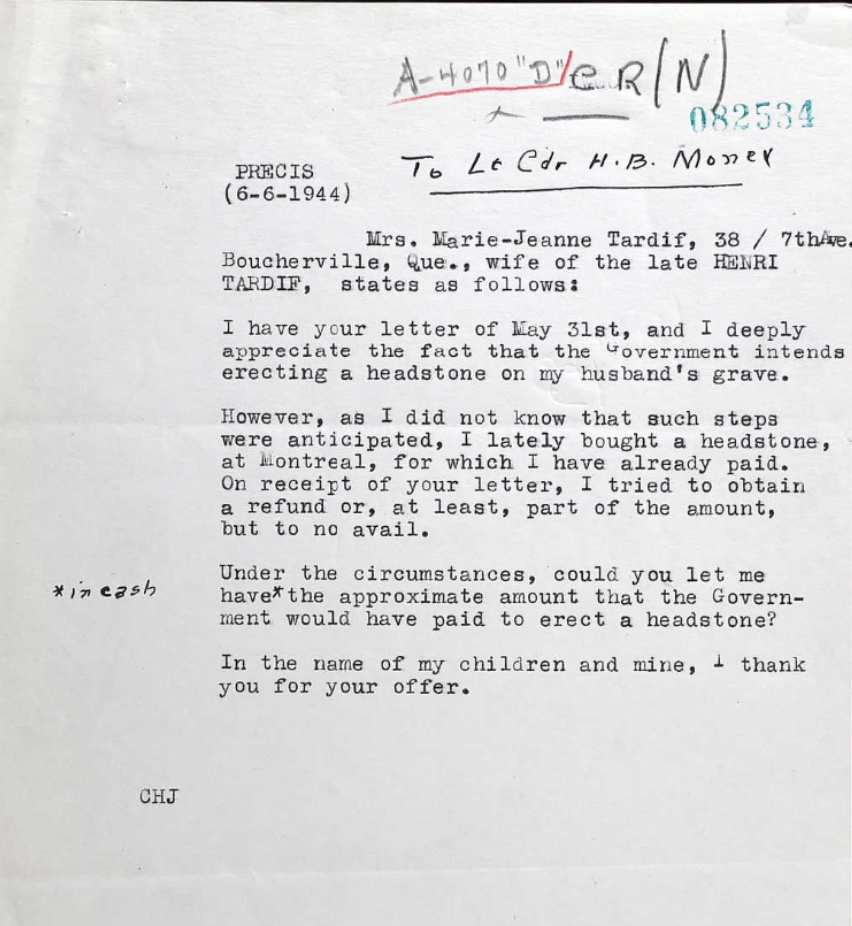 A-4070 "D"/CR(N)
082534
To Lt Cdr H.B. Money
PRECIS
(6-6-1944)
Mrs. Marie-Jeanne Tardif, 38 / 7thAve.
Boucherville, Que., wife of the late HENRI
TARDIF, states as follows:
I have your letter of May 31st, and I deeply
appreciate the fact that the Government intends
erecting a headstone on my husband's grave.
However, as I did not know that such steps
were anticipated, I lately bought a headstone,
at Montreal, for which I have already paid.
On receipt of your letter, I tried to obtain
a refund or, at least, part of the amount,
but to no avail.
Under the circumstances, could you let me
*in cash
have*the approximate amount that the Govern-
ment would have paid to erect a headstone?
In the name of my children and mine, I thank
you for your offer.
CHJ